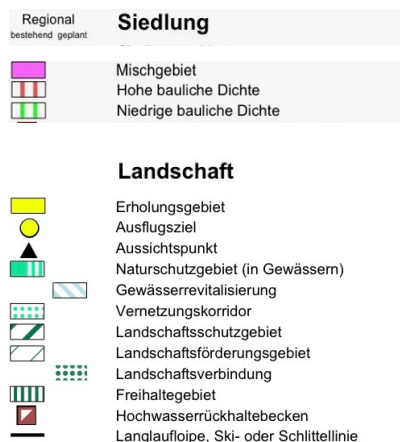 Regional
bestehend geplant
Siedlung
Mischgebiet
Hohe bauliche Dichte
Niedrige bauliche Dichte
Landschaft
Erholungsgebiet
Ausflugsziel
Aussichtspunkt
Naturschutzgebiet (in Gewässern)
Gewässerrevitalisierung
Vernetzungskorridor
Landschaftsschutzgebiet
Landschaftsförderungsgebiet
Landschaftsverbindung
Freihaltegebiet
Hochwasserrückhaltebecken
Langlaufloipe, Ski- oder Schlittellinie